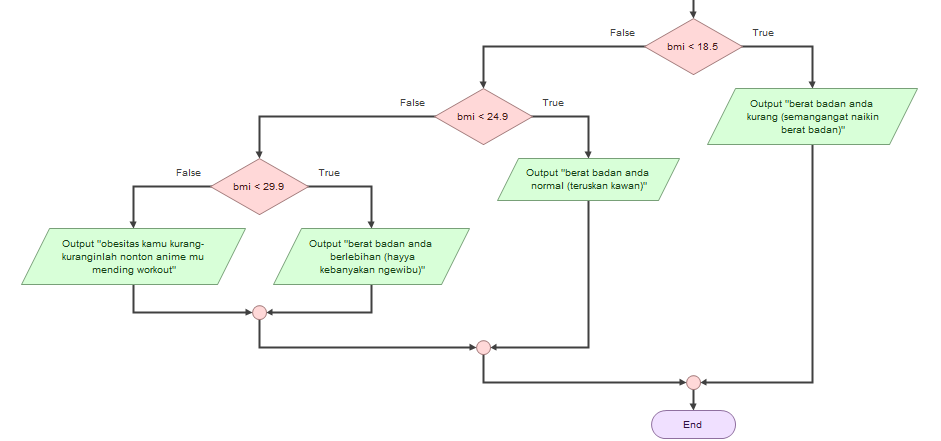 False
True
bmi < 18.5
False
True
bmi < 24.9
Output "berat badan anda
kurang (semangangat naikin
berat badan)"
False
True
bmi < 29.9
Output "berat badan anda
normal (teruskan kawan)"
Output "obesitas kamu kurang-
kuranginlah nonton anime mu
mending workout"
Output "berat badan anda
berlebihan (hayya
kebanyakan ngewibu)"
End